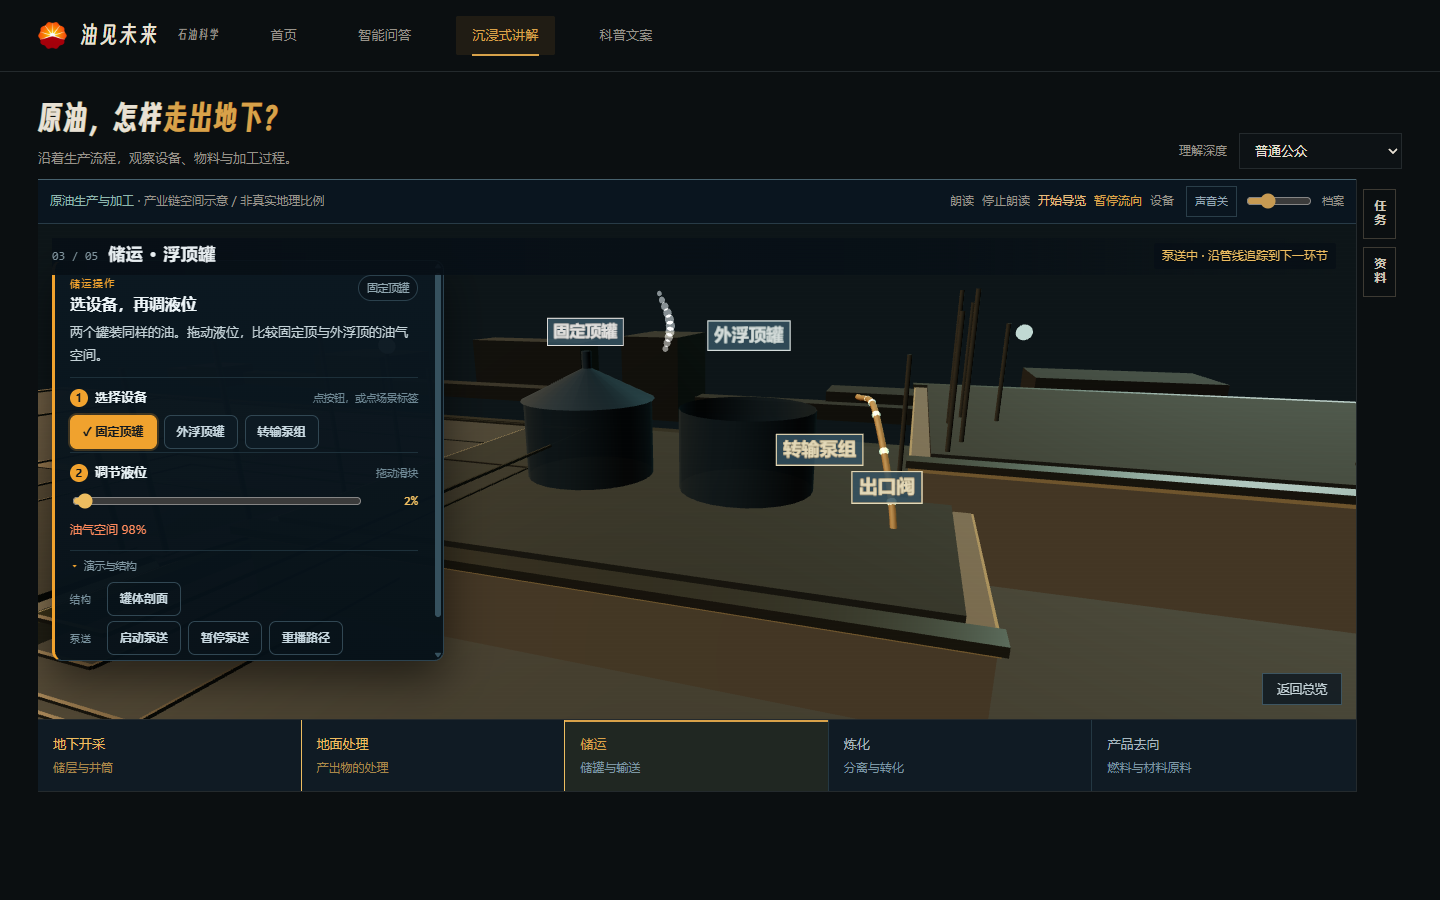 油见未来 石油科学 首页 智能问答 沉浸式讲解 科普文案
原油，怎样走出地下？
沿着生产流程，观察设备、物料与加工过程。
理解深度 普通公众
原油生产与加工 · 产业链空间示意 / 非真实地理比例
朗读 停止朗读 开始导览 暂停流向 设备 声音关 档案
任务
资料
03 / 05 储运 • 浮顶罐
泵送中 · 沿管线追踪到下一环节
储运操作
选设备，再调液位
固定顶罐
两个罐装同样的油。拖动液位，比较固定顶与外浮顶的油气
空间。
1 选择设备 点按钮，或点场景标签
✓ 固定顶罐 外浮顶罐 转输泵组
2 调节液位 拖动滑块
2%
油气空间 98%
演示与结构
结构 罐体剖面
泵送 启动泵送 暂停泵送 重播路径
固定顶罐
外浮顶罐
转输泵组
出口阀
返回总览
地下开采
储层与井筒
地面处理
产出物的处理
储运
储罐与输送
炼化
分离与转化
产品去向
燃料与材料原料